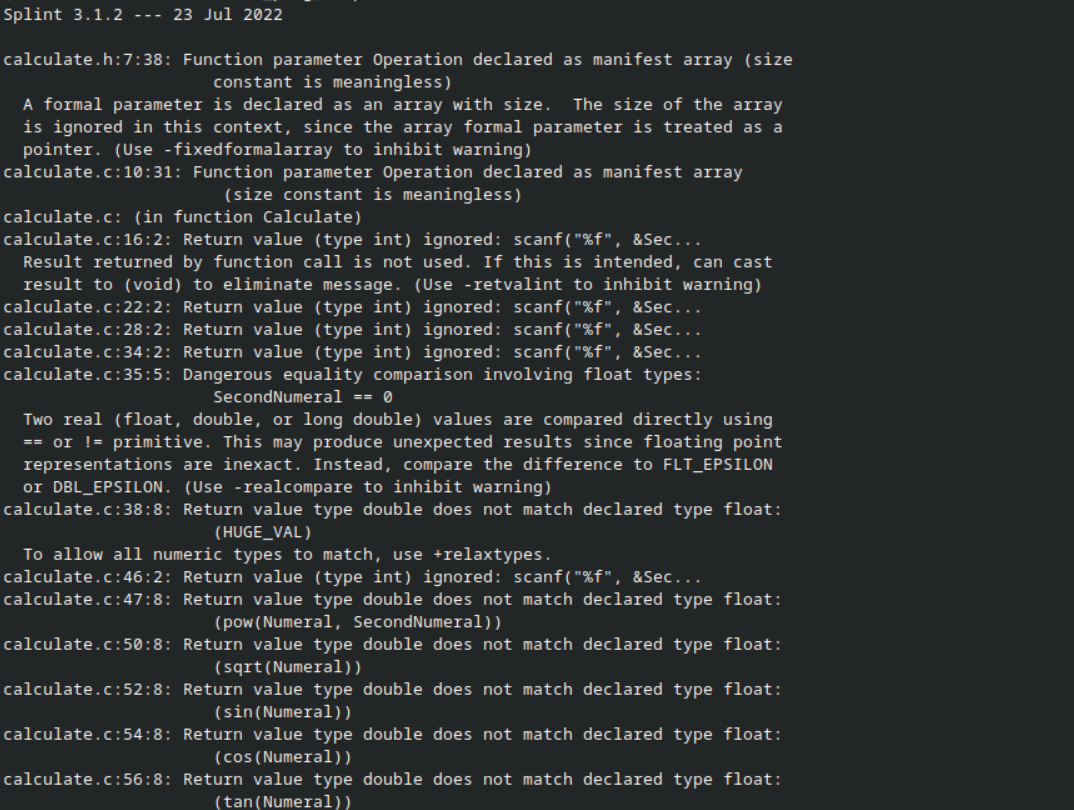 Splint 3.1.2 --- 23 Jul 2022
calculate.h:7:38: Function parameter Operation declared as manifest array (size
constant is meaningless)
A formal parameter is declared as an array with size.  The size of the array
is ignored in this context, since the array formal parameter is treated as a
pointer. (Use -fixedformalarray to inhibit warning)
calculate.c:10:31: Function parameter Operation declared as manifest array
(size constant is meaningless)
calculate.c: (in function Calculate)
calculate.c:16:2: Return value (type int) ignored: scanf("%f", &Sec...
Result returned by function call is not used. If this is intended, can cast
result to (void) to eliminate message. (Use -retvalint to inhibit warning)
calculate.c:22:2: Return value (type int) ignored: scanf("%f", &Sec...
calculate.c:28:2: Return value (type int) ignored: scanf("%f", &Sec...
calculate.c:34:2: Return value (type int) ignored: scanf("%f", &Sec...
calculate.c:35:5: Dangerous equality comparison involving float types:
SecondNumeral == 0
Two real (float, double, or long double) values are compared directly using
== or != primitive. This may produce unexpected results since floating point
representations are inexact. Instead, compare the difference to FLT_EPSILON
or DBL_EPSILON. (Use -realcompare to inhibit warning)
calculate.c:38:8: Return value type double does not match declared type float:
(HUGE_VAL)
To allow all numeric types to match, use +relaxtypes.
calculate.c:46:2: Return value (type int) ignored: scanf("%f", &Sec...
calculate.c:47:8: Return value type double does not match declared type float:
(pow(Numeral, SecondNumeral))
calculate.c:50:8: Return value type double does not match declared type float:
(sqrt(Numeral))
calculate.c:52:8: Return value type double does not match declared type float:
(sin(Numeral))
calculate.c:54:8: Return value type double does not match declared type float:
(cos(Numeral))
calculate.c:56:8: Return value type double does not match declared type float:
(tan(Numeral))